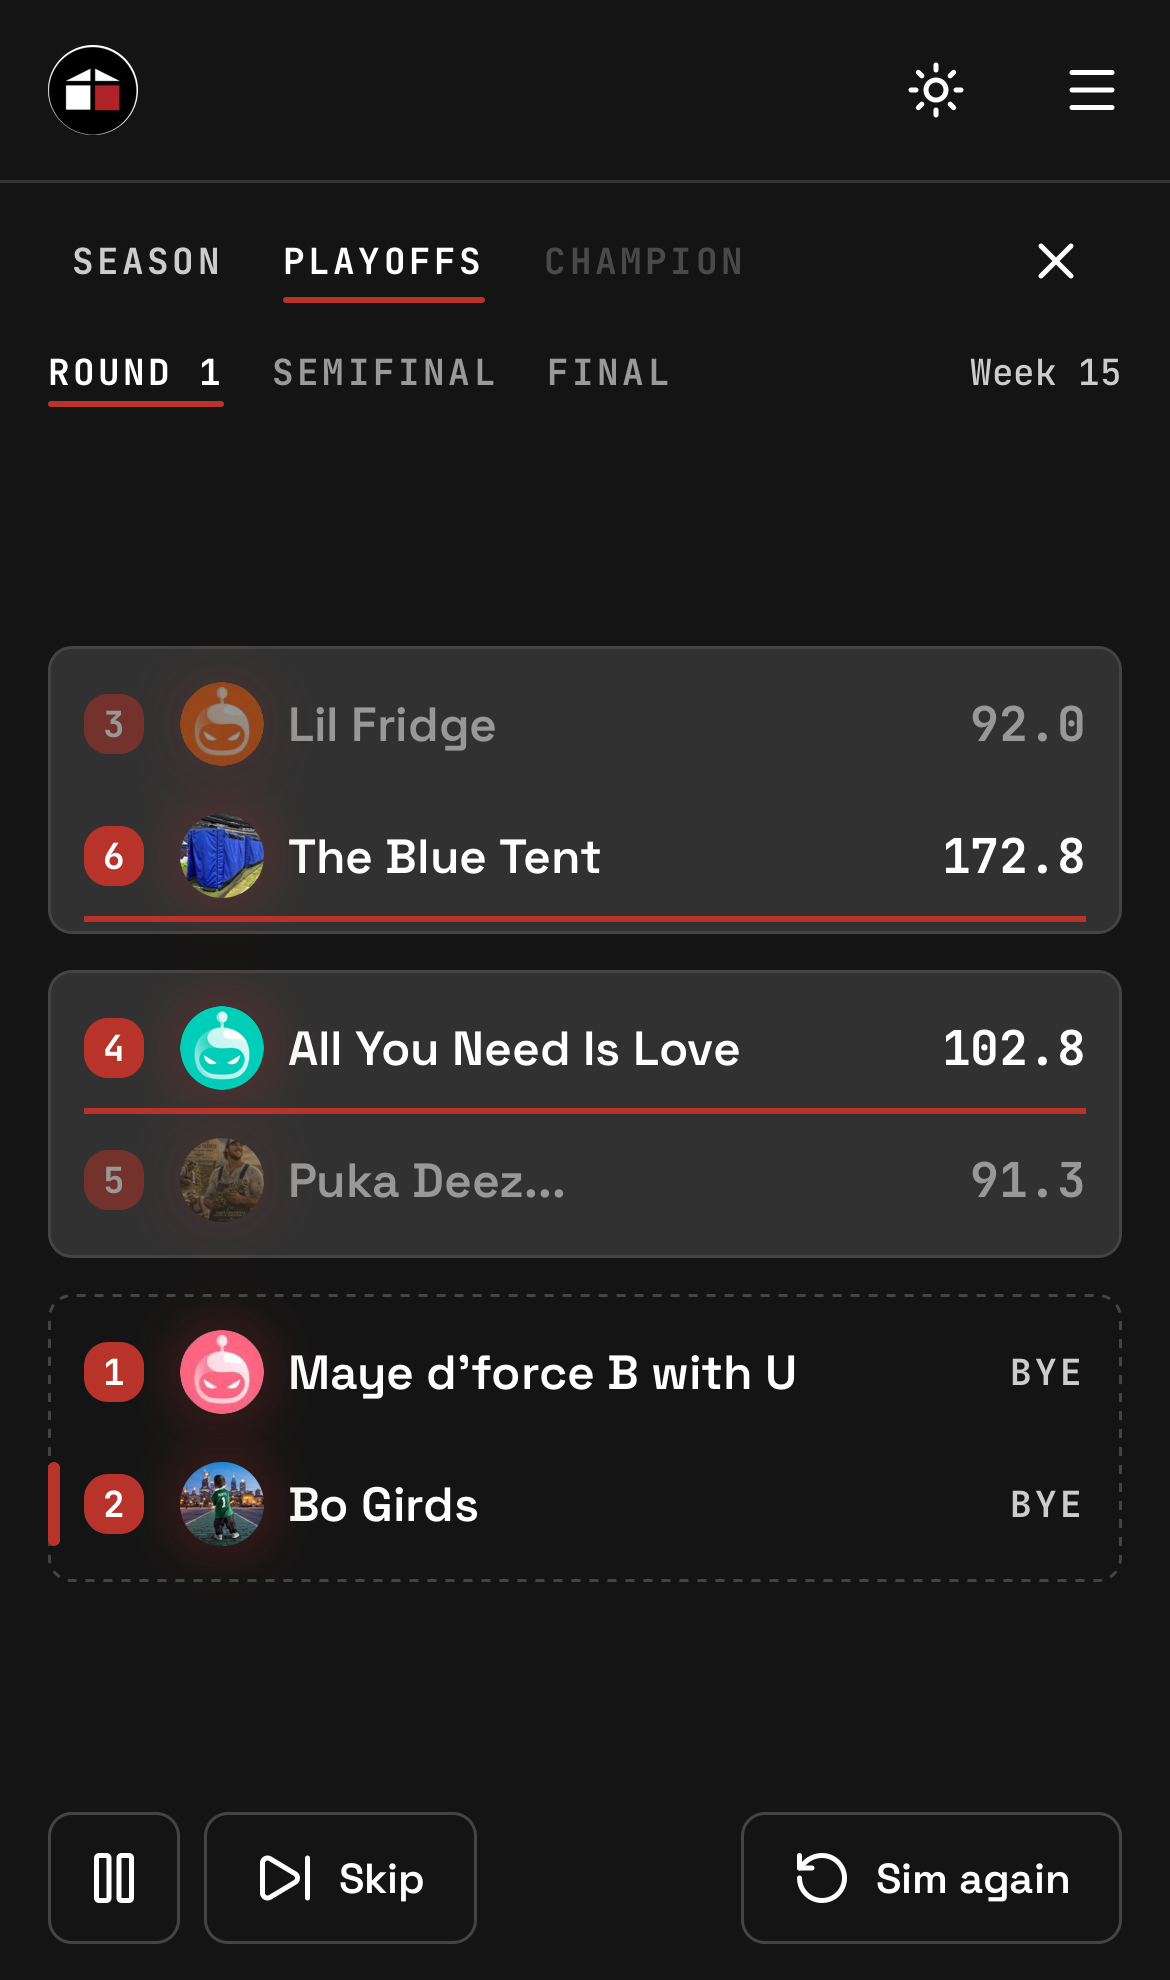 SEASON PLAYOFFS CHAMPION
ROUND 1 SEMIFINAL FINAL Week 15
3 Lil Fridge 92.0
6 The Blue Tent 172.8
4 All You Need Is Love 102.8
5 Puka Deez... 91.3
1 Maye d'force B with U BYE
2 Bo Girds BYE
Skip Sim again